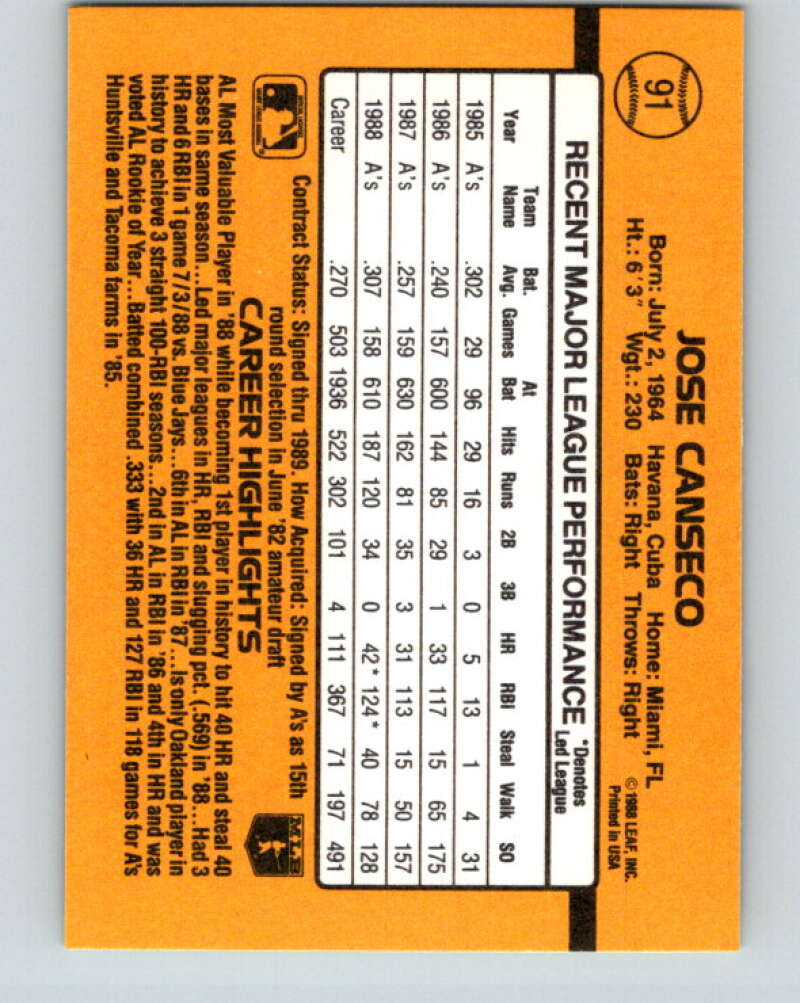 91
JOSE CANSECO
Born: July 2, 1964 Havana, Cuba Home: Miami, FL
Ht.: 6'3" Wgt.: 230 Bats: Right Throws: Right
© 1988 LEAF, INC.
Printed in USA
RECENT MAJOR LEAGUE PERFORMANCE
*Denotes
Led League
Year Team Name Bat. Avg. Games At Bat Hits Runs 2B 3B HR RBI Steal Walk SO
1985 A's .302 29 96 29 16 3 0 5 13 1 4 31
1986 A's .240 157 600 144 85 29 1 33 117 15 65 175
1987 A's .257 159 630 162 81 35 3 31 113 15 50 157
1988 A's .307 158 610 187 120 34 0 42* 124* 40 78 128
Career .270 503 1936 522 302 101 4 111 367 71 197 491
Contract Status: Signed thru 1989. How Acquired: Signed by A's as 15th
round selection in June '82 amateur draft
MLB
CAREER HIGHLIGHTS
AL Most Valuable Player in '88 while becoming 1st player in history to hit 40 HR and steal 40
bases in same season...Led major leagues in HR, RBI and slugging pct. (.569) in '88...Had 3
HR and 6 RBI in 1 game 7/3/88 vs. Blue Jays...6th in AL in RBI in '87...Is only Oakland player in
history to achieve 3 straight 100-RBI seasons...2nd in AL in RBI in '86 and 4th in HR and was
voted AL Rookie of Year...Batted combined .333 with 36 HR and 127 RBI in 118 games for A's
Huntsville and Tacoma farms in '85.